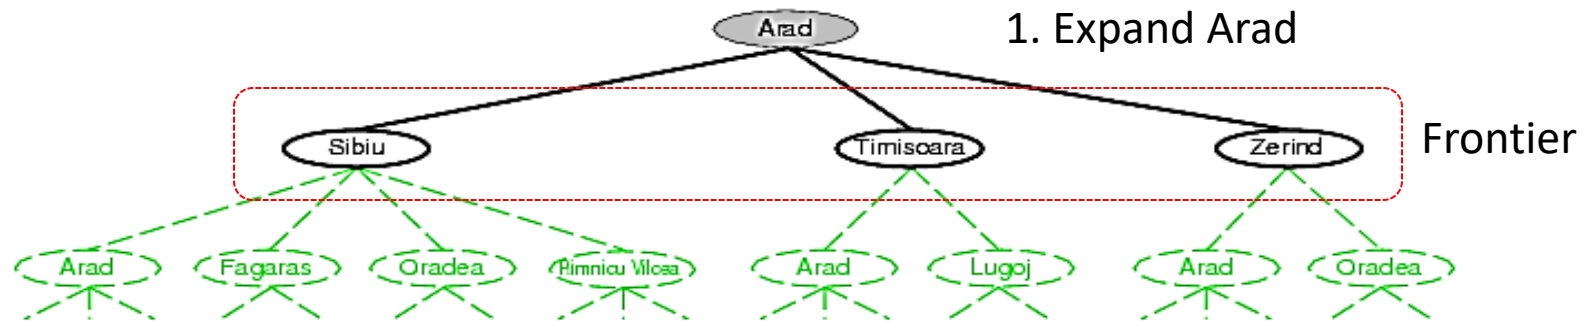 Arad
1. Expand Arad
Sibiu
Timisoara
Zerind
Frontier
Arad
Fagaras
Oradea
Rimnicu Vilcea
Arad
Lugoj
Arad
Oradea